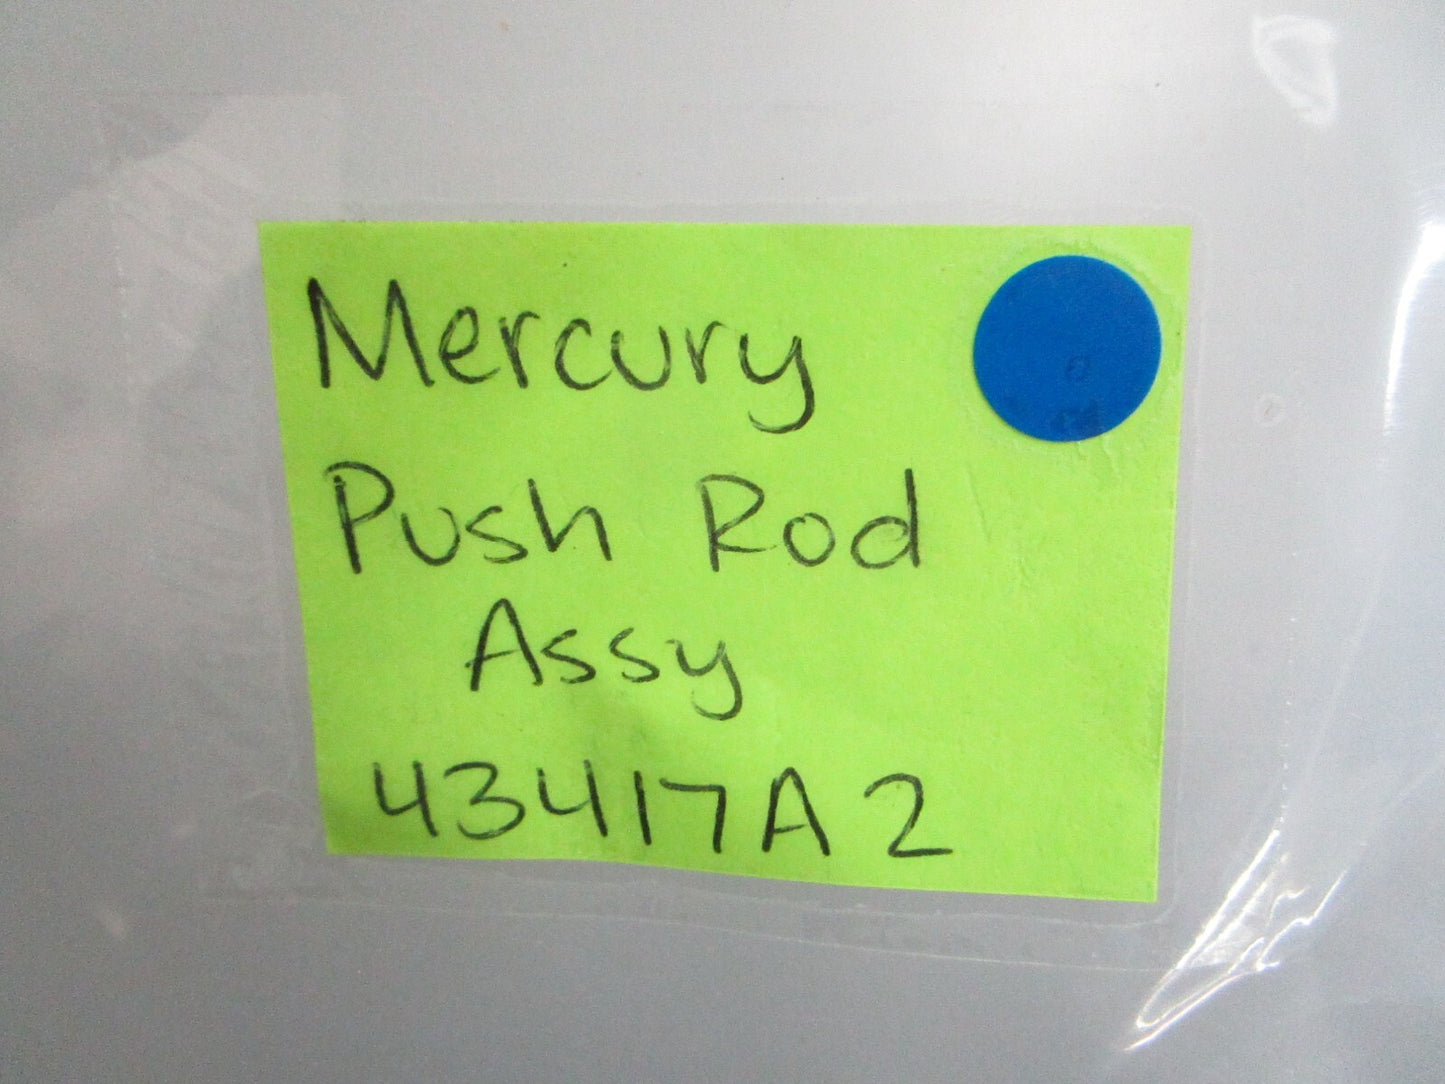 Mercury
Push Rod
Assy
43417A2